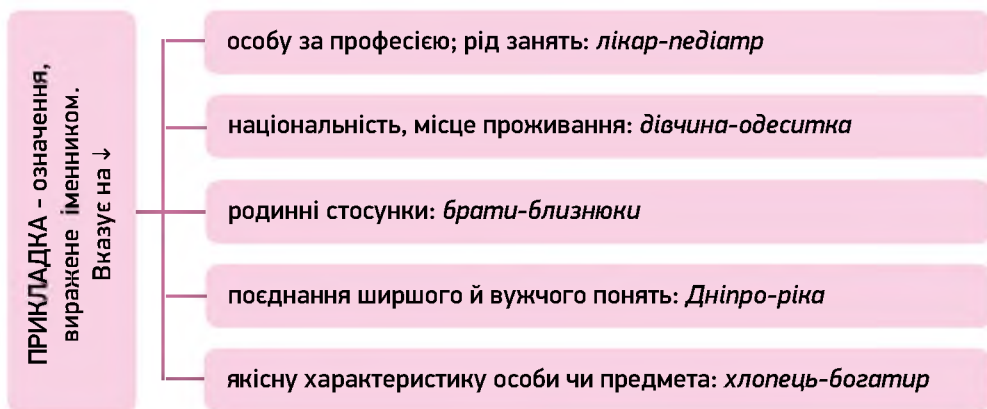 ПРИКЛАДКА - означення,
виражене іменником.
Вказує на ↓
особу за професією; рід занять: лікар-педіатр
національність, місце проживання: дівчина-одеситка
родинні стосунки: брати-близнюки
поєднання ширшого й вужчого понять: Дніпро-ріка
якісну характеристику особи чи предмета: хлопець-богатир